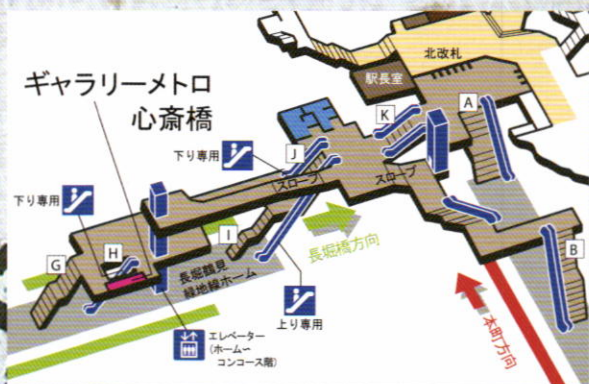 ギャラリーメトロ
心斎橋
北改札
駅長室
K
A
J
下り専用
スロープ
スロープ
下り専用
I
長堀橋方向
H
G
長堀鶴見
緑地線ホーム
B
上り専用
本町方向
エレベーター
(ホーム〜
コンコース階)